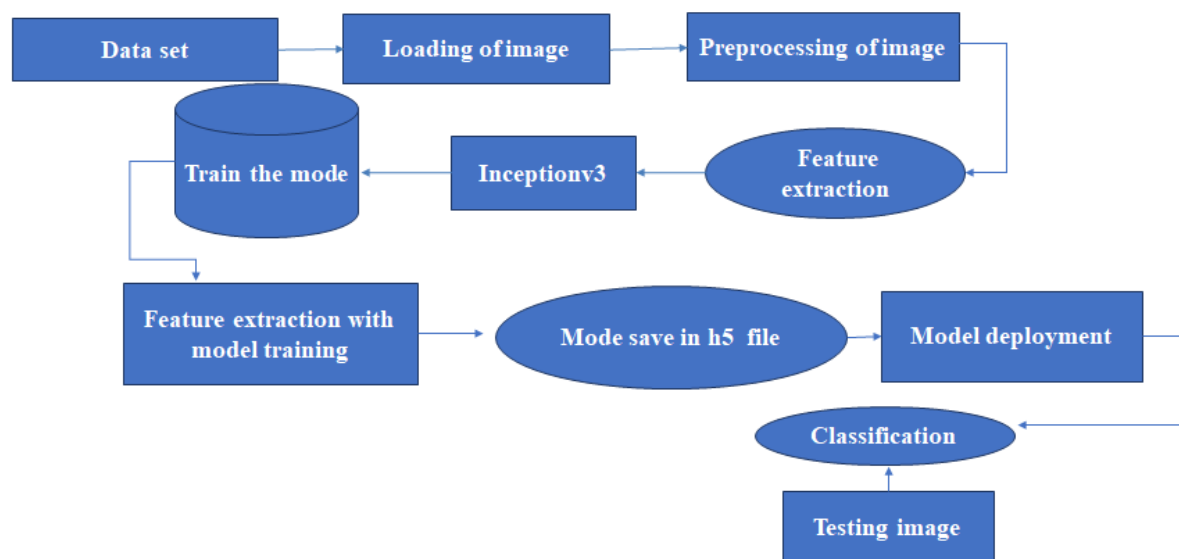 Data set
Loading of image
Preprocessing of image
Train the mode
Inceptionv3
Feature
extraction
Feature extraction with
model training
Mode save in h5 file
Model deployment
Classification
Testing image